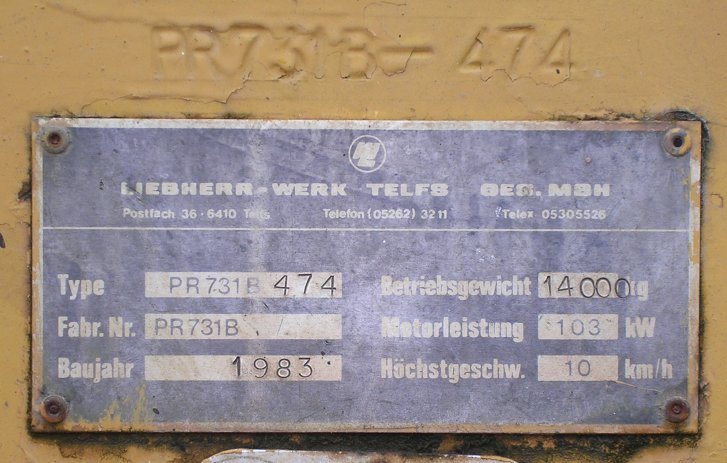 PR731B-474
LIEBHERR-WERK TELFS GES. MBH
Postfach 36 · 6410 Telfs Telefon (05262) 3211 Telex 05305526
Type PR731B 474 Betriebsgewicht 14000 kg
Fabr. Nr. PR731B / Motorleistung 103 kW
Baujahr 1983 Höchstgeschw. 10 km/h